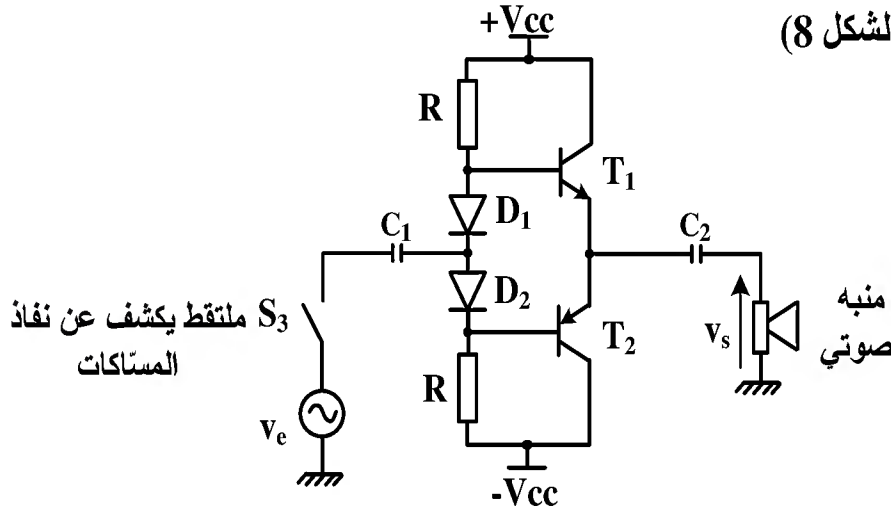 لشكل 8)
+Vcc
R
T1
D1
C1
C2
D2
ملتقط يكشف عن نفاذ S3
المسّاكات
منبه
صوتي
vs
T2
R
ve
-Vcc